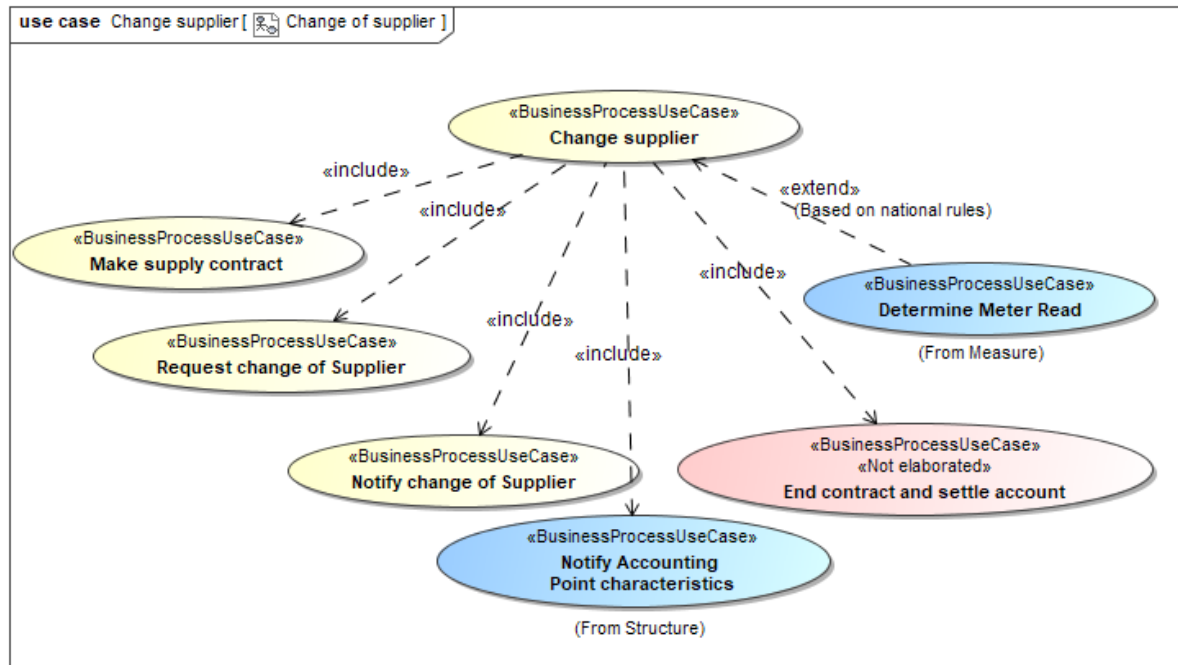 use case Change supplier [ Change of supplier ]
«BusinessProcessUseCase»
Change supplier
«include»
«extend»
«include»
(Based on national rules)
«BusinessProcessUseCase»
Make supply contract
«include»
«BusinessProcessUseCase»
Determine Meter Read
«include»
«BusinessProcessUseCase»
Request change of Supplier
«include»
(From Measure)
«BusinessProcessUseCase»
Notify change of Supplier
«BusinessProcessUseCase»
«Not elaborated»
End contract and settle account
«BusinessProcessUseCase»
Notify Accounting
Point characteristics
(From Structure)